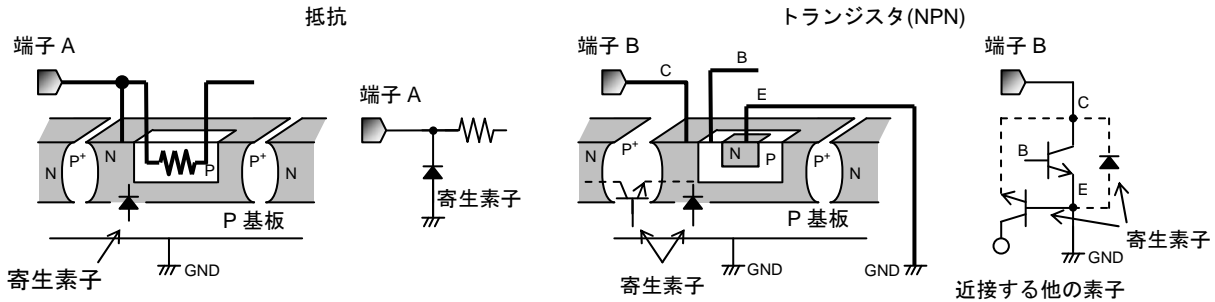 抵抗
トランジスタ(NPN)
端子 A
端子 B
端子 B
C
B
E
端子 A
C
B
E
N
P+
N
P
P+
N
N
P+
N
P
P+
N
P 基板
寄生素子
P 基板
寄生素子
GND
寄生素子
GND
寄生素子
GND
GND
近接する他の素子